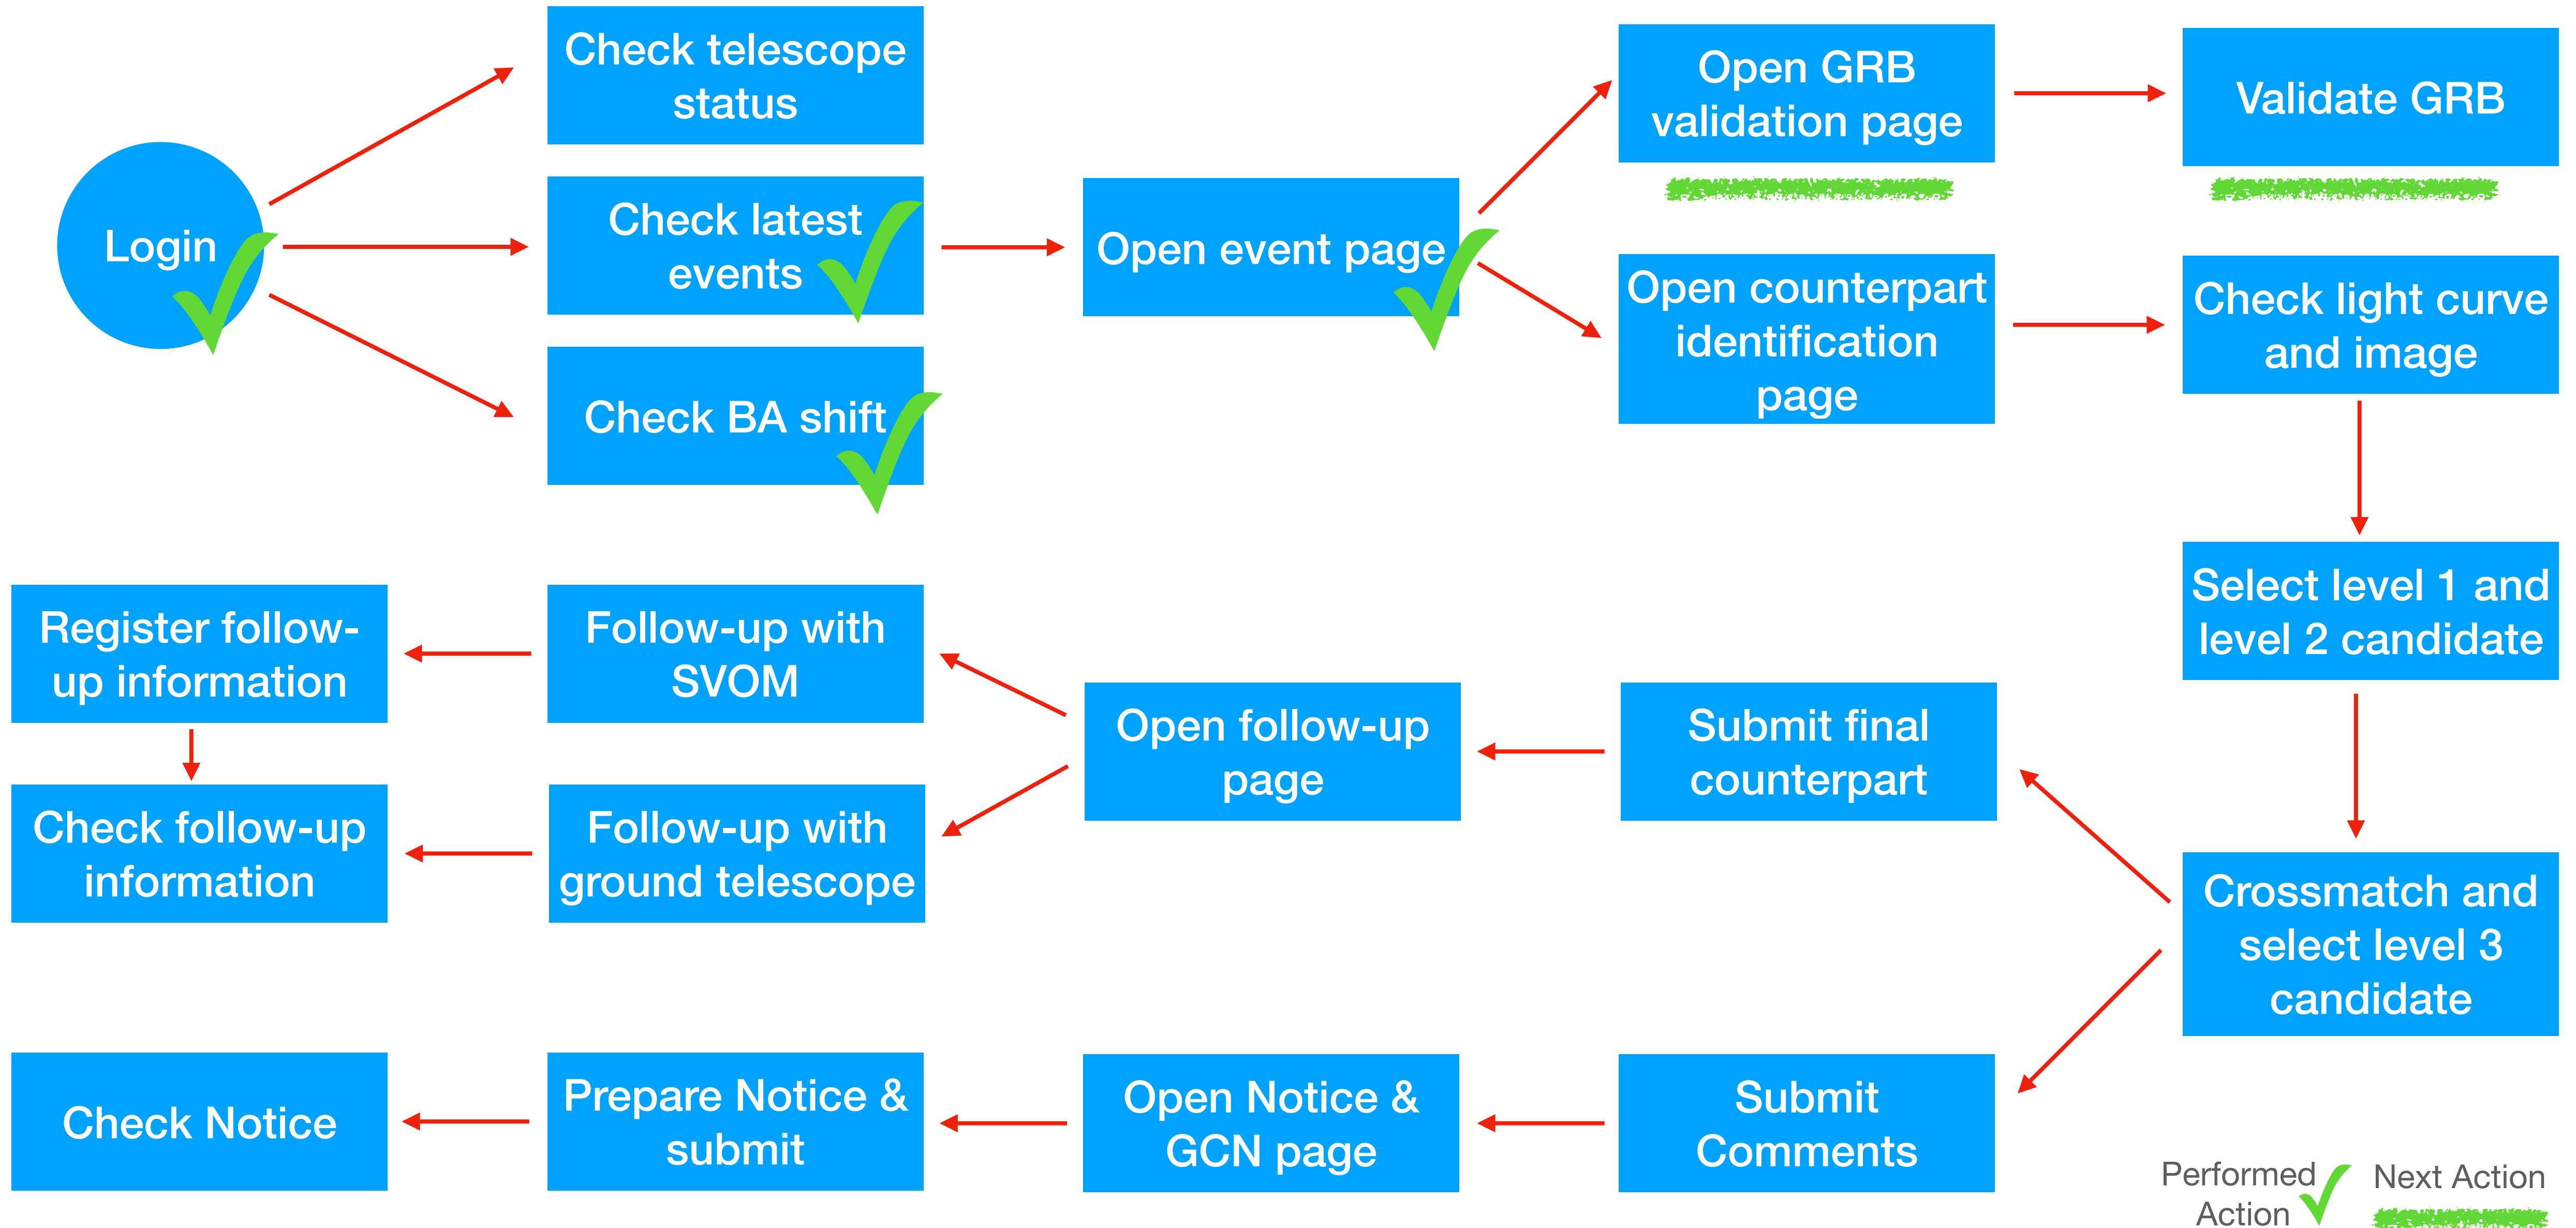 Login
Check telescope
status
Check latest
events
Check BA shift
Open event page
Open GRB
validation page
Validate GRB
Open counterpart
identification
page
Check light curve
and image
Select level 1 and
level 2 candidate
Crossmatch and
select level 3
candidate
Submit final
counterpart
Open follow-up
page
Follow-up with
SVOM
Register follow-
up information
Follow-up with
ground telescope
Check follow-up
information
Submit
Comments
Open Notice &
GCN page
Prepare Notice &
submit
Check Notice
Performed
Action
Next Action